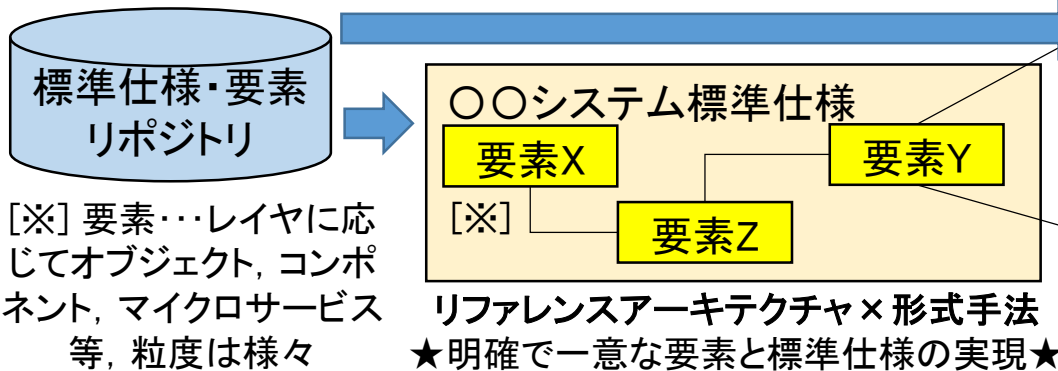 標準仕様・要素
リポジトリ
[※] 要素・・・レイヤに応
じてオブジェクト, コンポ
ネント, マイクロサービス
等, 粒度は様々
〇〇システム標準仕様
要素X
要素Y
[※]
要素Z
リファレンスアーキテクチャ×形式手法
★明確で一意な要素と標準仕様の実現★